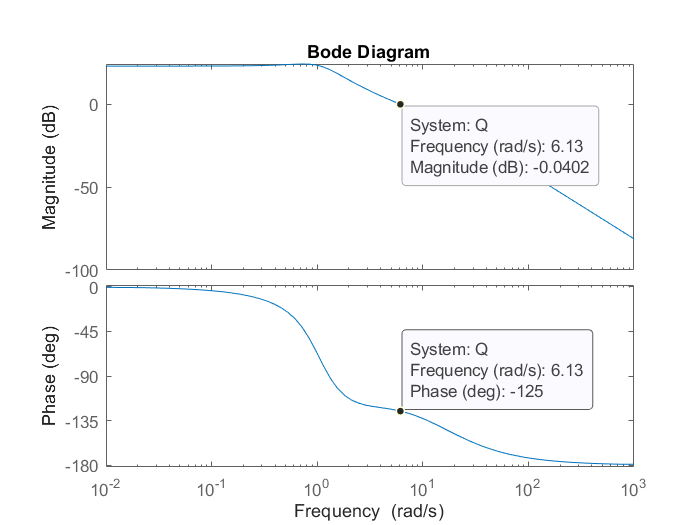 Bode Diagram
Magnitude (dB)
0
-50
-100
System: Q
Frequency (rad/s): 6.13
Magnitude (dB): -0.0402
Phase (deg)
0
-45
-90
-135
-180
System: Q
Frequency (rad/s): 6.13
Phase (deg): -125
10^-2 10^-1 10^0 10^1 10^2 10^3
Frequency (rad/s)